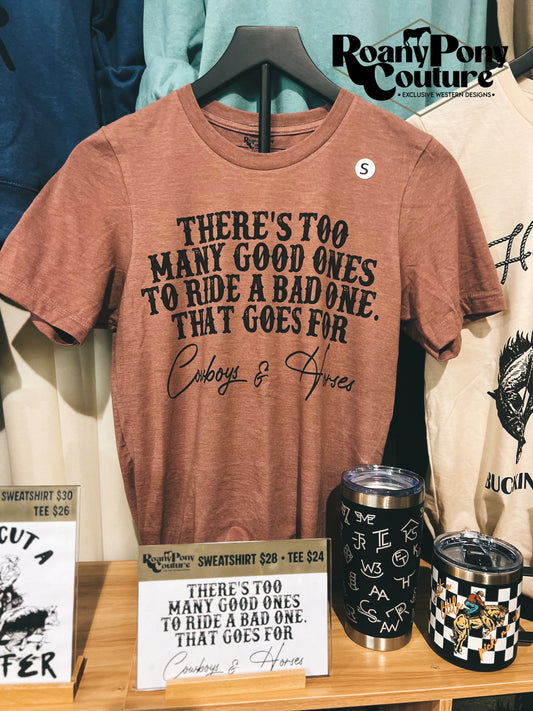 Roany Pony
Couture
• EXCLUSIVE WESTERN DESIGNS •
S
THERE'S TOO
MANY GOOD ONES
TO RIDE A BAD ONE.
THAT GOES FOR
Cowboys & Horses
BUCKIN
SWEATSHIRT $30
TEE $26
CUT A
FFER
Roany Pony
Couture
SWEATSHIRT $28 • TEE $24
THERE'S TOO
MANY GOOD ONES
TO RIDE A BAD ONE.
THAT GOES FOR
Cowboys & Horses